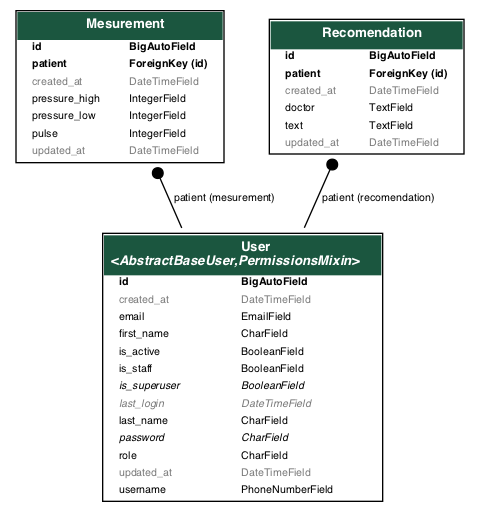 Mesurement
id BigAutoField
patient ForeignKey (id)
created_at DateTimeField
pressure_high IntegerField
pressure_low IntegerField
pulse IntegerField
updated_at DateTimeField
Recomendation
id BigAutoField
patient ForeignKey (id)
created_at DateTimeField
doctor TextField
text TextField
updated_at DateTimeField
patient (mesurement)
patient (recomendation)
User
<AbstractBaseUser,PermissionsMixin>
id BigAutoField
created_at DateTimeField
email EmailField
first_name CharField
is_active BooleanField
is_staff BooleanField
is_superuser BooleanField
last_login DateTimeField
last_name CharField
password CharField
role CharField
updated_at DateTimeField
username PhoneNumberField